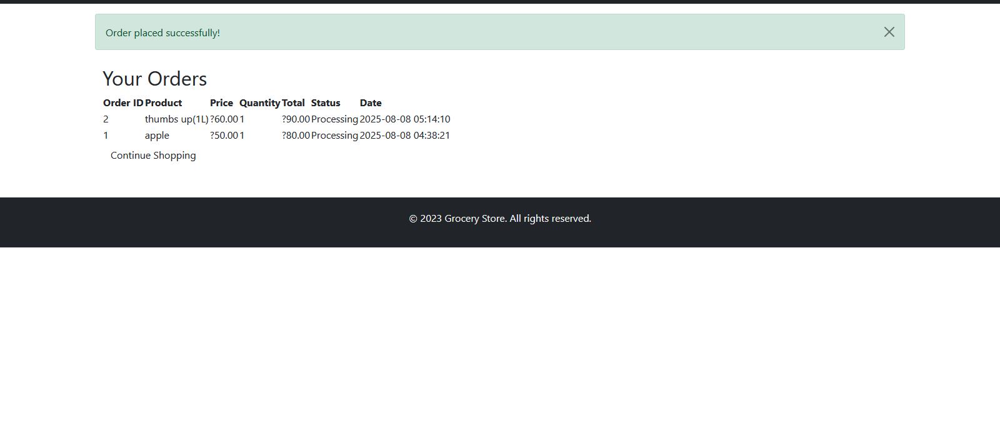 Order placed successfully!
Your Orders
Order ID Product Price Quantity Total Status Date
2 thumbs up(1L) ?60.00 1 ?90.00 Processing 2025-08-08 05:14:10
1 apple ?50.00 1 ?80.00 Processing 2025-08-08 04:38:21
Continue Shopping
© 2023 Grocery Store. All rights reserved.